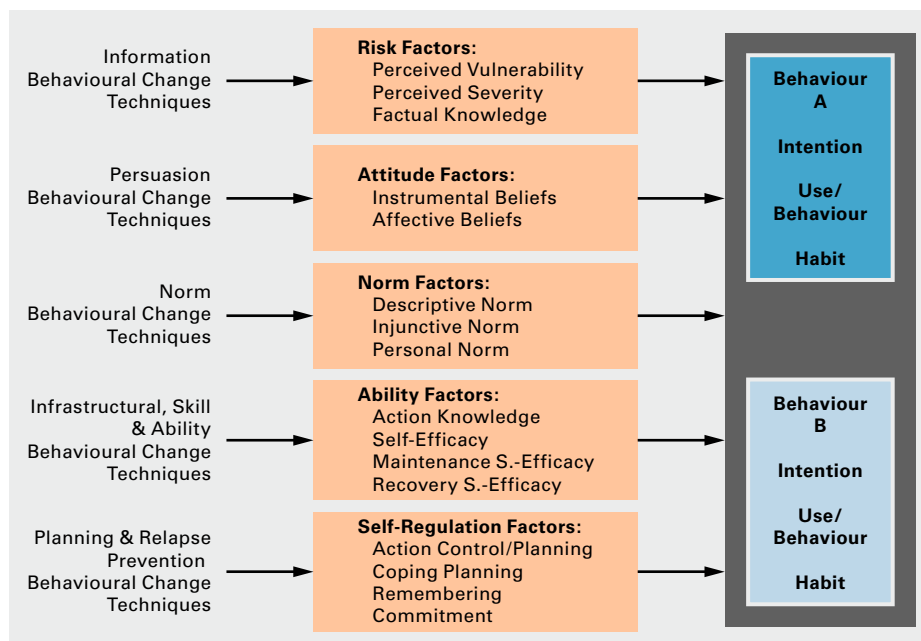 Information
Behavioural Change
Techniques
Risk Factors:
Perceived Vulnerability
Perceived Severity
Factual Knowledge
Persuasion
Behavioural Change
Techniques
Attitude Factors:
Instrumental Beliefs
Affective Beliefs
Norm
Behavioural Change
Techniques
Norm Factors:
Descriptive Norm
Injunctive Norm
Personal Norm
Infrastructural, Skill
& Ability
Behavioural Change
Techniques
Ability Factors:
Action Knowledge
Self-Efficacy
Maintenance S.-Efficacy
Recovery S.-Efficacy
Planning & Relapse
Prevention
Behavioural Change
Techniques
Self-Regulation Factors:
Action Control/Planning
Coping Planning
Remembering
Commitment
Behaviour
A
Intention
Use/
Behaviour
Habit
Behaviour
B
Intention
Use/
Behaviour
Habit